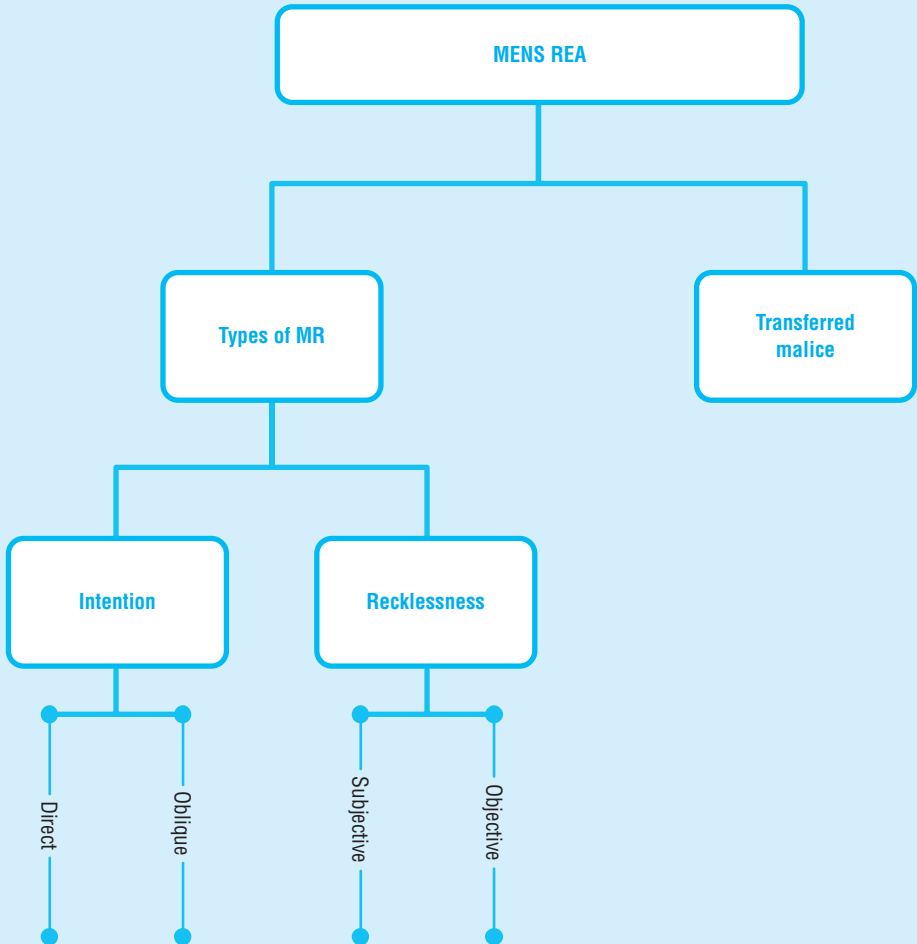 MENS REA
Types of MR
Transferred
malice
Intention
Recklessness
Direct
Oblique
Subjective
Objective